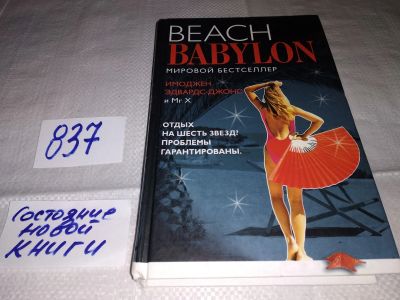 BEACH
BABYLON
МИРОВОЙ БЕСТСЕЛЛЕР
ИМОДЖЕН
ЭДВАРДС-ДЖОНС
и Mr X
ОТДЫХ
НА ШЕСТЬ ЗВЕЗД!
ПРОБЛЕМЫ
ГАРАНТИРОВАНЫ.
837
Состояние
новой
книги